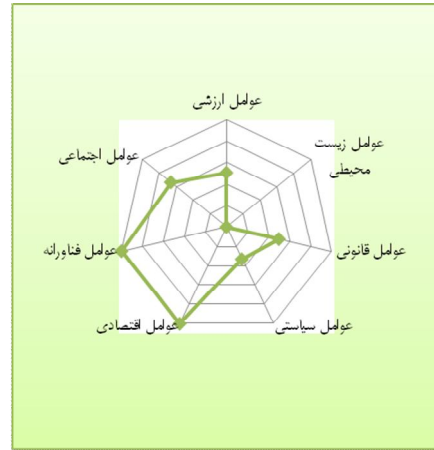 عوامل ارزشی
عوامل زیست
محیطی
عوامل اجتماعی
عوامل فناورانه
عوامل قانونی
عوامل اقتصادی
عوامل سیاستی